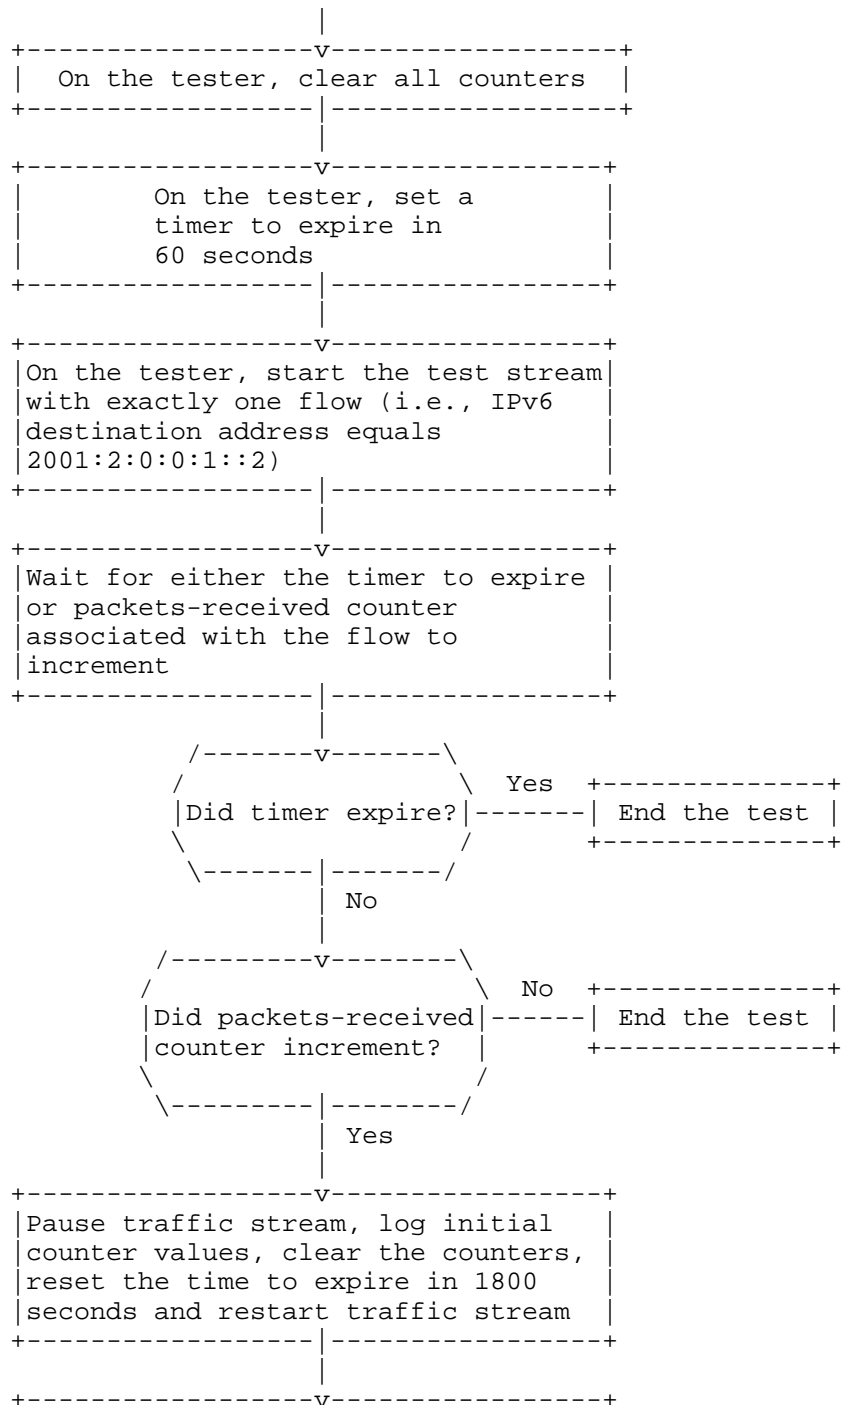 On the tester, clear all counters
On the tester, set a
timer to expire in
60 seconds
On the tester, start the test stream
with exactly one flow (i.e., IPv6
destination address equals
2001:2:0:0:1::2)
Wait for either the timer to expire
or packets-received counter
associated with the flow to
increment
Yes
Did timer expire?
End the test
No
No
Did packets-received
End the test
counter increment?
Yes
Pause traffic stream, log initial
counter values, clear the counters,
reset the time to expire in 1800
seconds and restart traffic stream